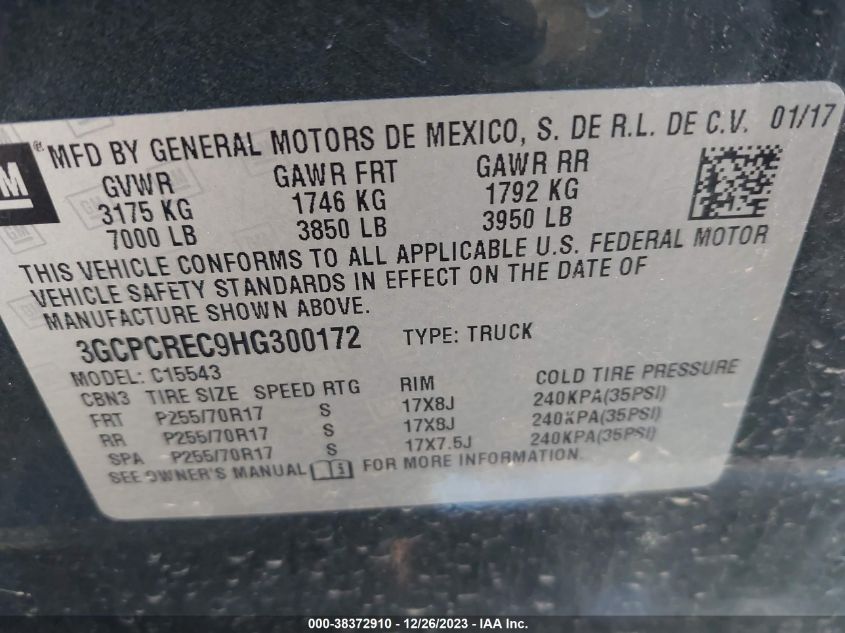 M ®
MFD BY GENERAL MOTORS DE MEXICO, S. DE R.L. DE C.V. 01/17
GVWR GAWR FRT GAWR RR
3175 KG 1746 KG 1792 KG
7000 LB 3850 LB 3950 LB
THIS VEHICLE CONFORMS TO ALL APPLICABLE U.S. FEDERAL MOTOR
VEHICLE SAFETY STANDARDS IN EFFECT ON THE DATE OF
MANUFACTURE SHOWN ABOVE.
3GCPCREC9HG300172 TYPE: TRUCK
MODEL: C15543
CBN3 TIRE SIZE SPEED RTG RIM COLD TIRE PRESSURE
FRT P255/70R17 S 17X8J 240KPA(35PSI)
RR P255/70R17 S 17X8J 240KPA(35PSI)
SPA P255/70R17 S 17X7.5J 240KPA(35PSI)
SEE OWNER'S MANUAL i FOR MORE INFORMATION.
000-38372910 - 12/26/2023 - IAA Inc.